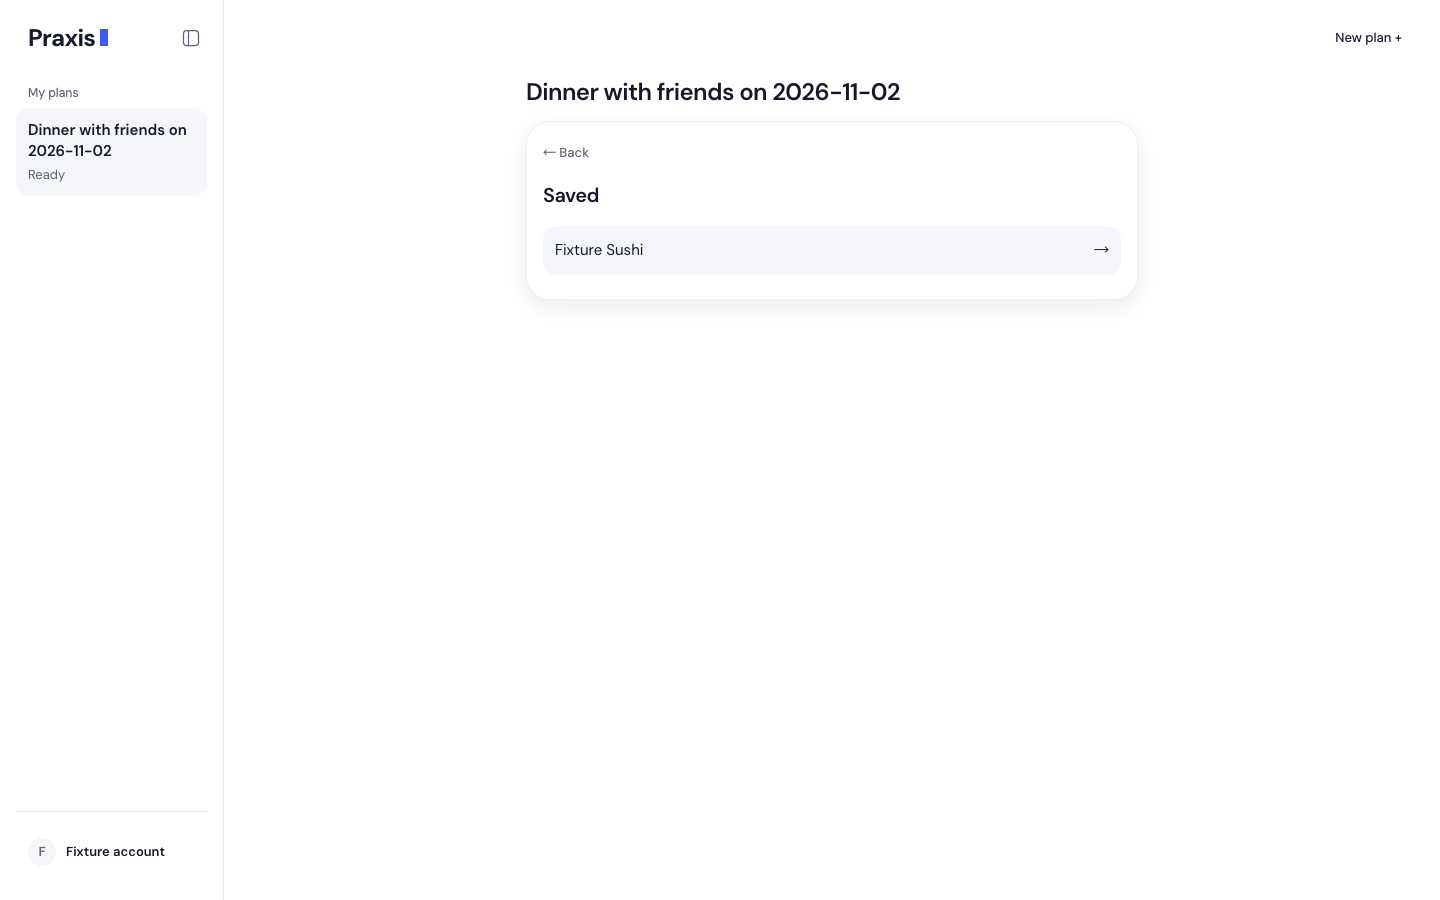 Praxis
New plan +
My plans
Dinner with friends on
2026-11-02
Ready
Dinner with friends on 2026-11-02
← Back
Saved
Fixture Sushi →
F Fixture account